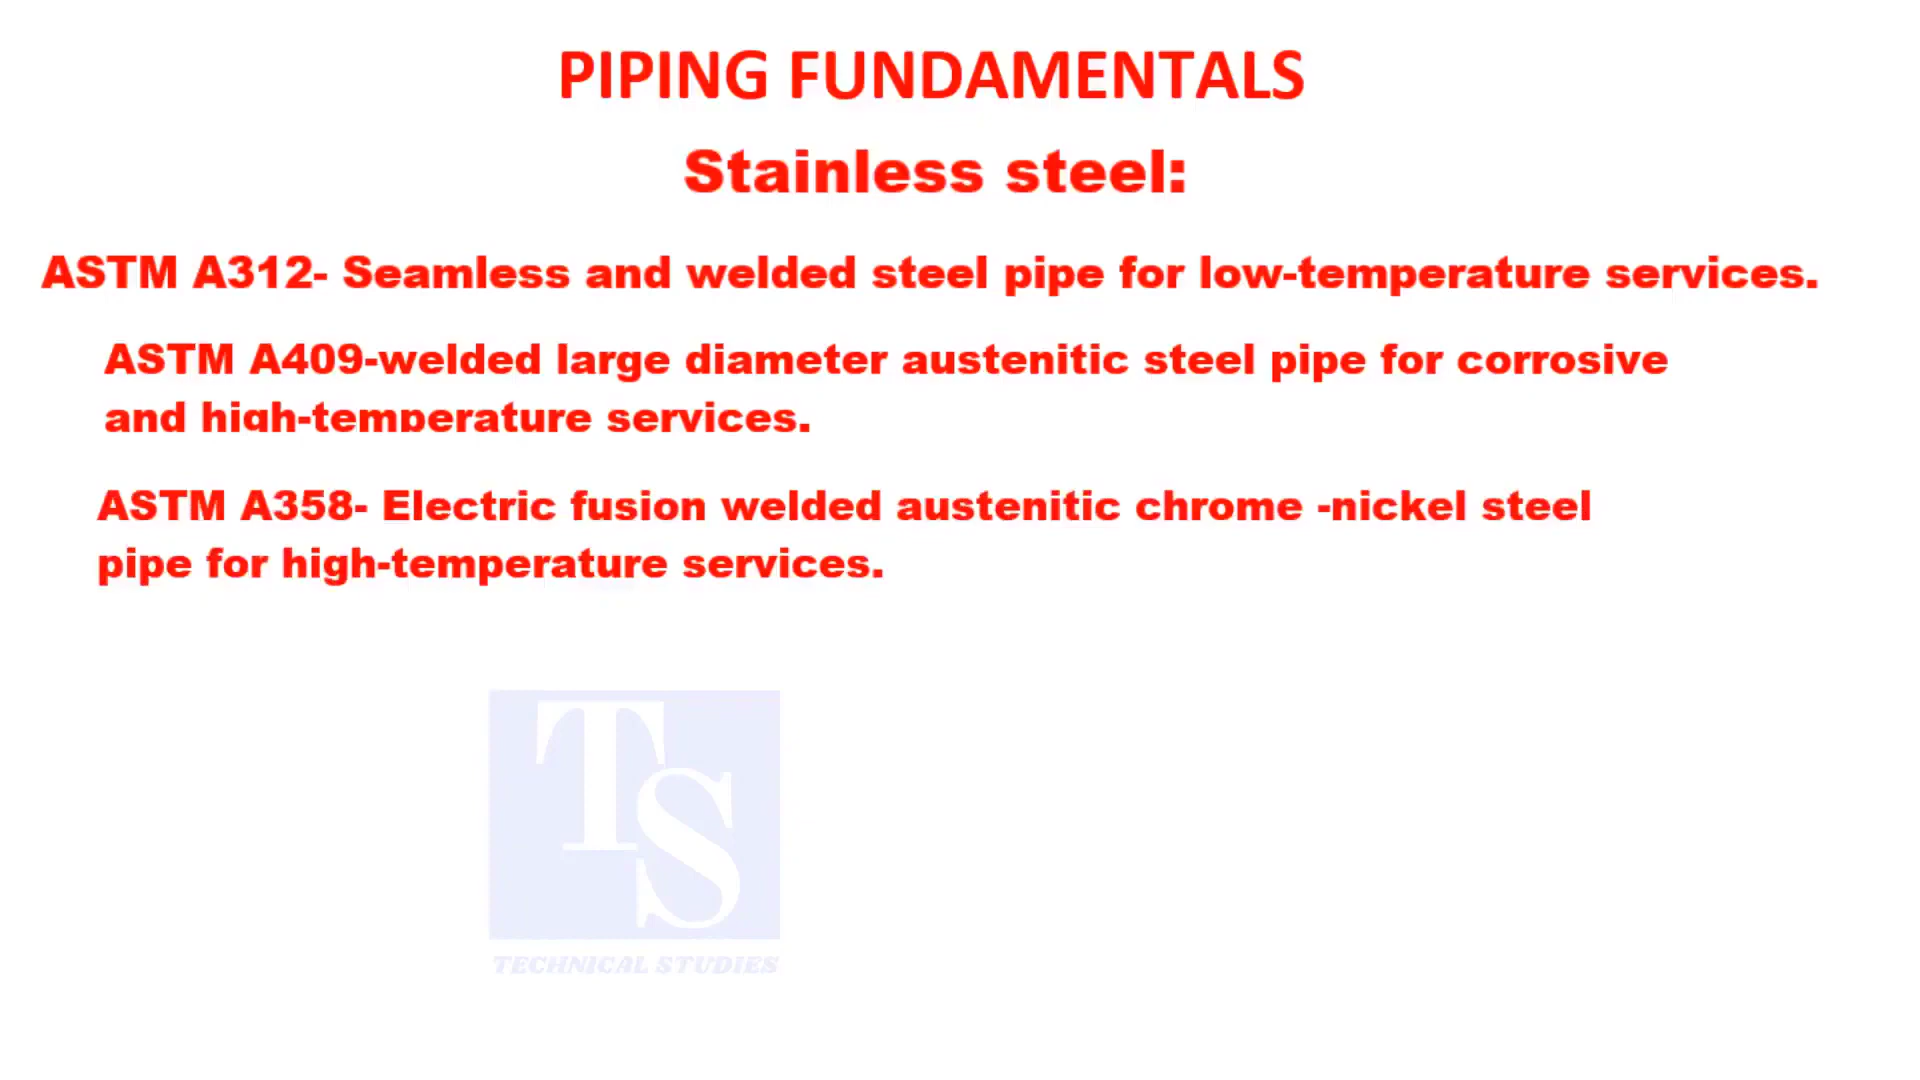 PIPING FUNDAMENTALS
Stainless steel:
ASTM A312- Seamless and welded steel pipe for low-temperature services.
ASTM A409-welded large diameter austenitic steel pipe for corrosive
and high-temperature services.
ASTM A358- Electric fusion welded austenitic chrome -nickel steel
pipe for high-temperature services.
TS
TECHNICAL STUDIES